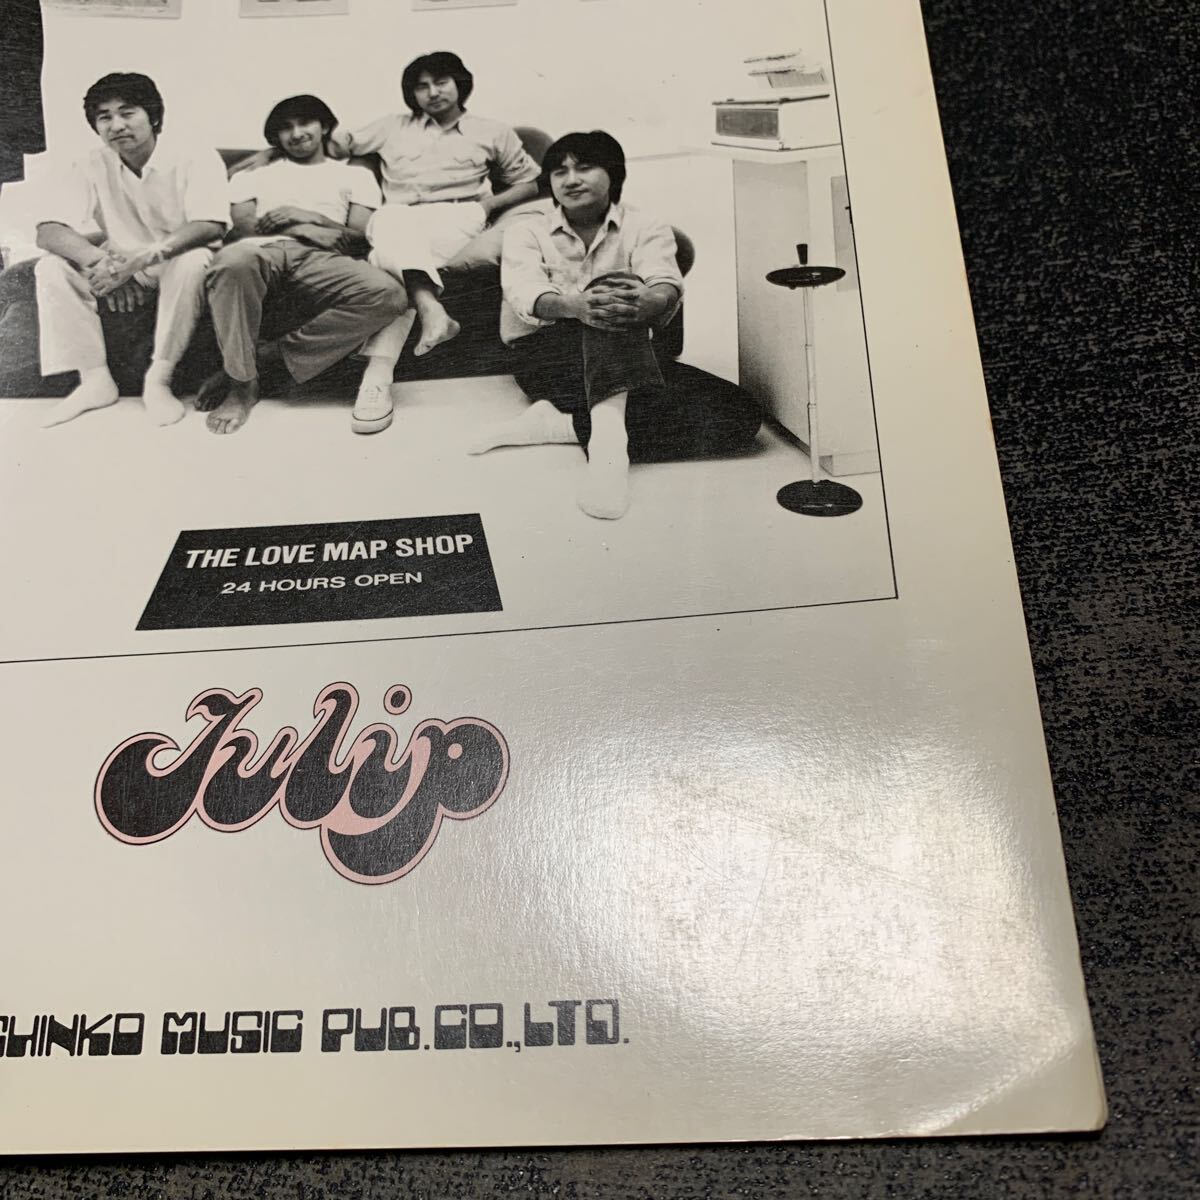 THE LOVE MAP SHOP
24 HOURS OPEN
Tulip
SHINKO MUSIC PUB.CO.,LTD.